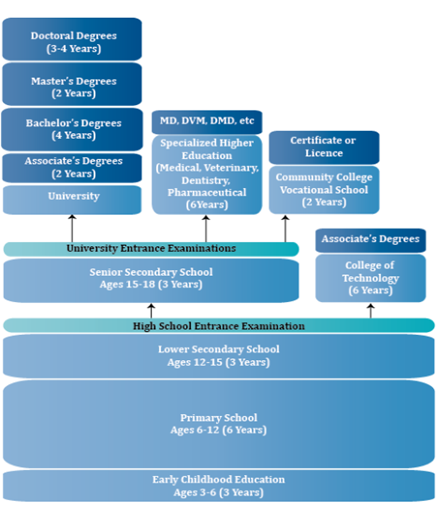 Doctoral Degrees
(3-4 Years)
Master's Degrees
(2 Years)
Bachelor's Degrees
(4 Years)
Associate's Degrees
(2 Years)
University
MD, DVM, DMD, etc
Specialized Higher
Education
(Medical, Veterinary,
Dentistry,
Pharmaceutical
(6Years)
Certificate or
Licence
Community College
Vocational School
(2 Years)
University Entrance Examinations
Senior Secondary School
Ages 15-18 (3 Years)
Associate's Degrees
College of
Technology
(6 Years)
High School Entrance Examination
Lower Secondary School
Ages 12-15 (3 Years)
Primary School
Ages 6-12 (6 Years)
Early Childhood Education
Ages 3-6 (3 Years)